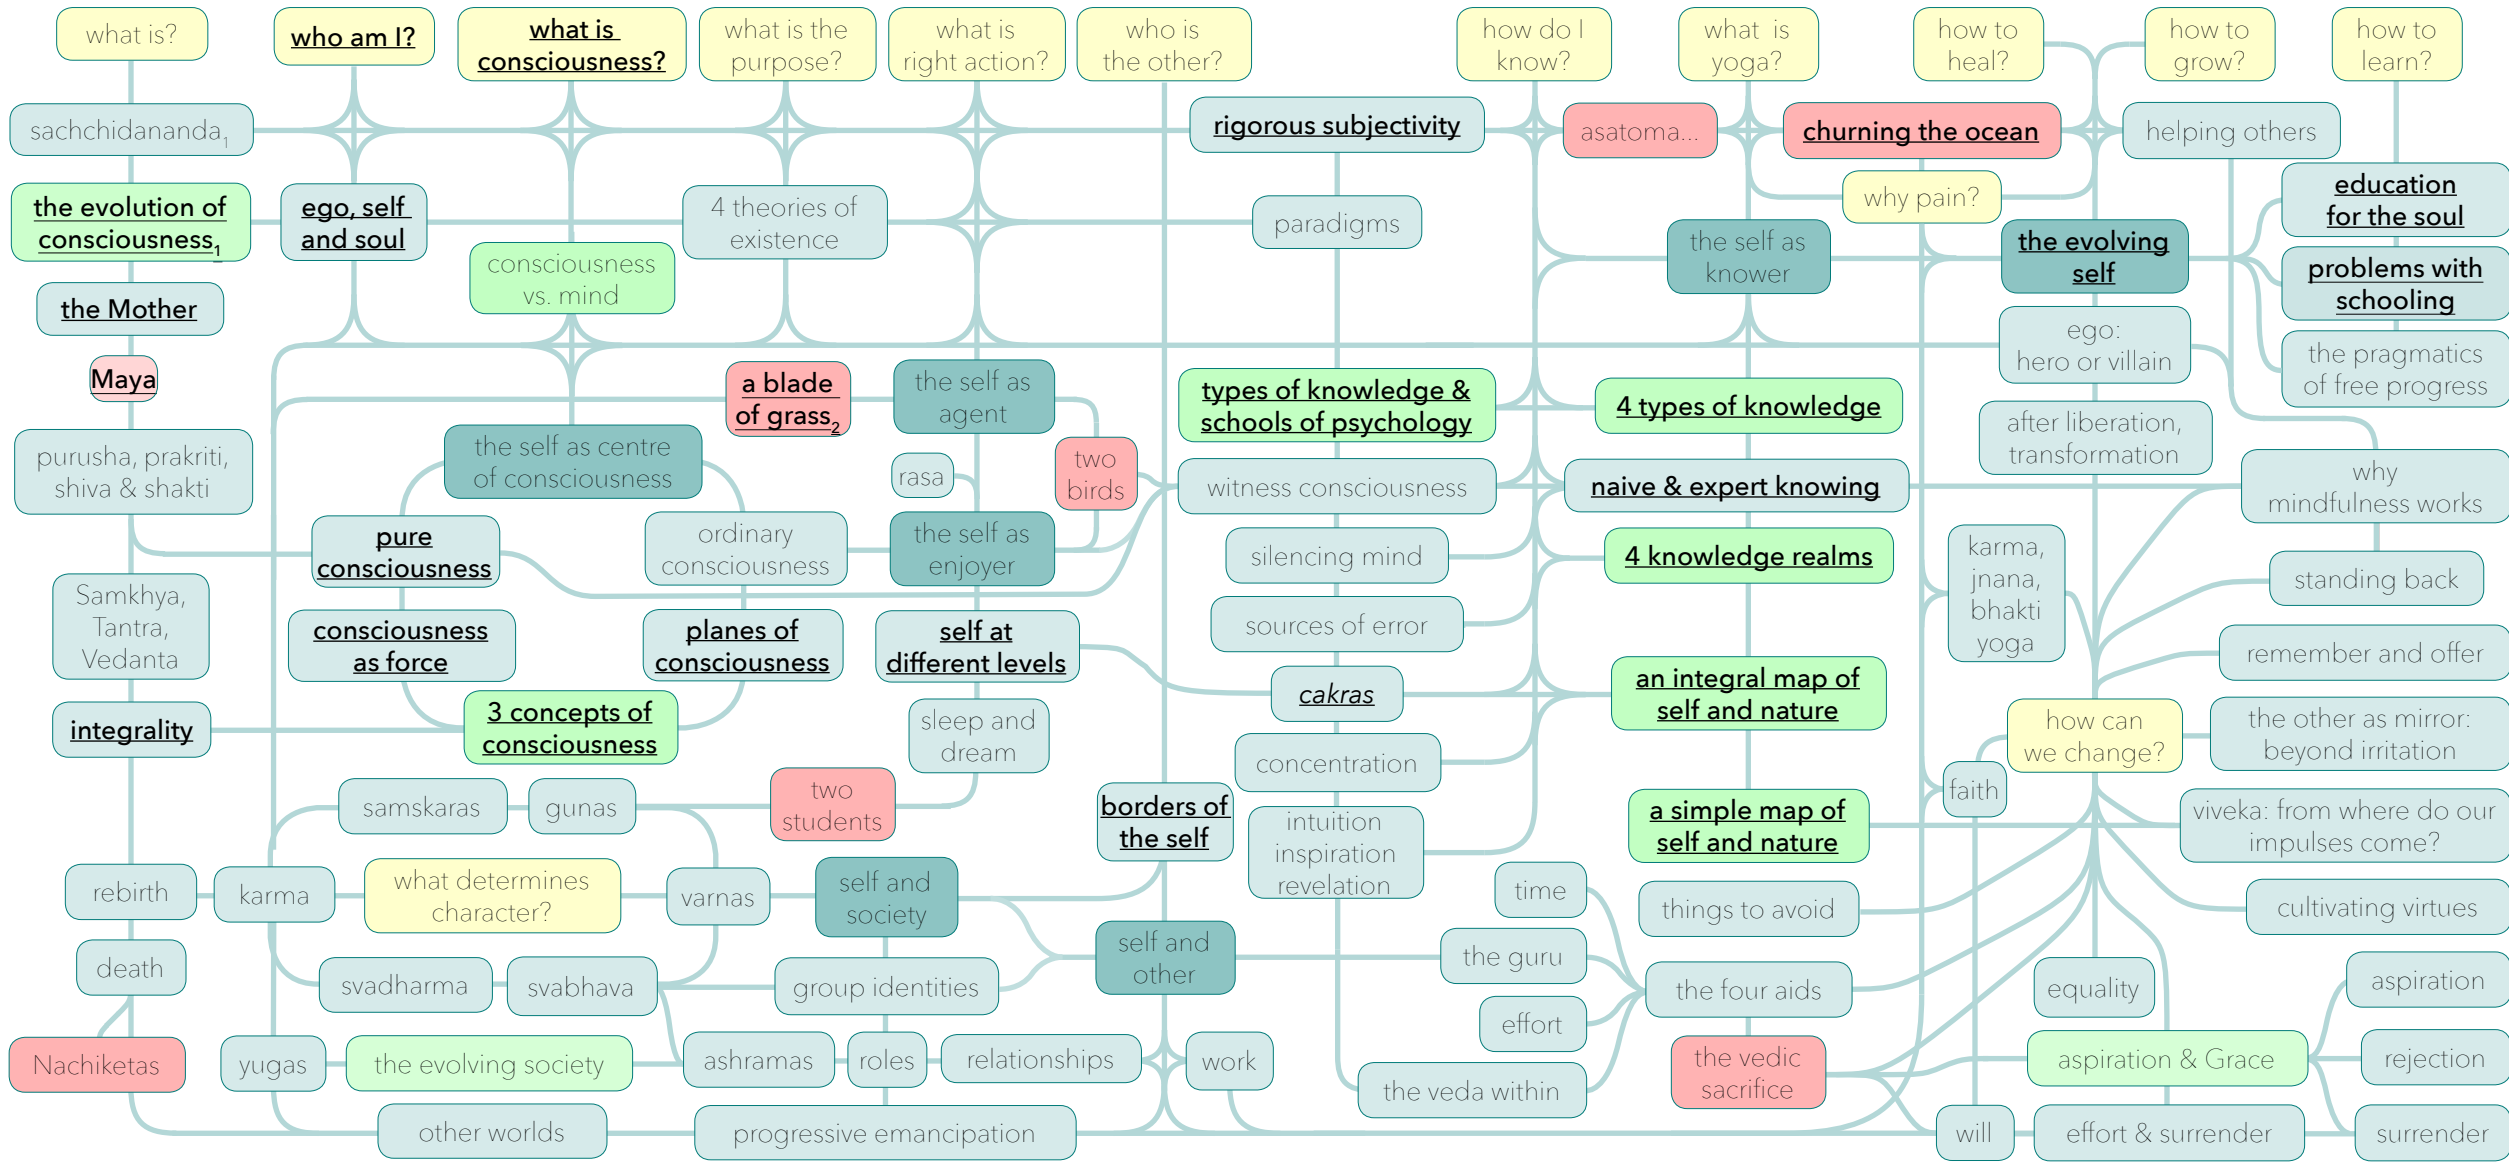 what is?
who am I?
what is
consciousness?
what is the
purpose?
what is
right action?
who is
the other?
how do I
know?
what is
yoga?
how to
heal?
how to
grow?
how to
learn?
sachchidananda₁
rigorous subjectivity
asatoma...
churning the ocean
helping others
the evolution of
consciousness₁
ego, self
and soul
4 theories of
existence
paradigms
why pain?
education
for the soul
consciousness
vs. mind
the self as
knower
the evolving
self
problems with
schooling
the Mother
ego:
hero or villain
the pragmatics
of free progress
Maya
a blade
of grass₂
the self as
agent
types of knowledge &
schools of psychology
4 types of knowledge
after liberation,
transformation
purusha, prakriti,
shiva & shakti
the self as centre
of consciousness
rasa
two
birds
witness consciousness
naive & expert knowing
why
mindfulness works
pure
consciousness
ordinary
consciousness
the self as
enjoyer
silencing mind
4 knowledge realms
karma,
jnana,
bhakti
yoga
standing back
Samkhya,
Tantra,
Vedanta
consciousness
as force
planes of
consciousness
self at
different levels
sources of error
remember and offer
cakras
an integral map of
self and nature
integrality
3 concepts of
consciousness
sleep and
dream
how can
we change?
the other as mirror:
beyond irritation
concentration
faith
samskaras
gunas
two
students
borders of
the self
intuition
inspiration
revelation
a simple map of
self and nature
viveka: from where do our
impulses come?
rebirth
karma
what determines
character?
varnas
self and
society
time
things to avoid
cultivating virtues
death
svadharma
svabhava
group identities
self and
other
the guru
the four aids
equality
aspiration
effort
Nachiketas
yugas
the evolving society
ashramas
roles
relationships
work
the veda within
the vedic
sacrifice
aspiration & Grace
rejection
other worlds
progressive emancipation
will
effort & surrender
surrender